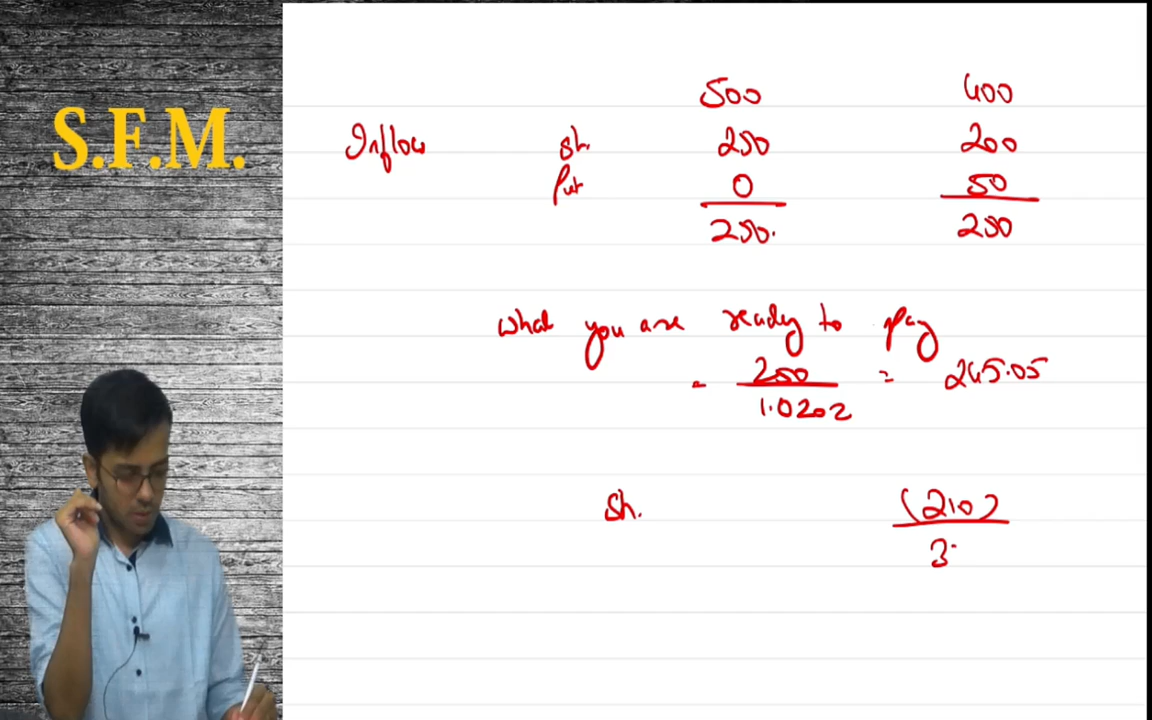 S.F.M.
500 400
Inflow sh. 250 200
Put 0 50
250. 250
What you are ready to pay
= 250 / 1.0202 = 245.05
Sh. (210)
3